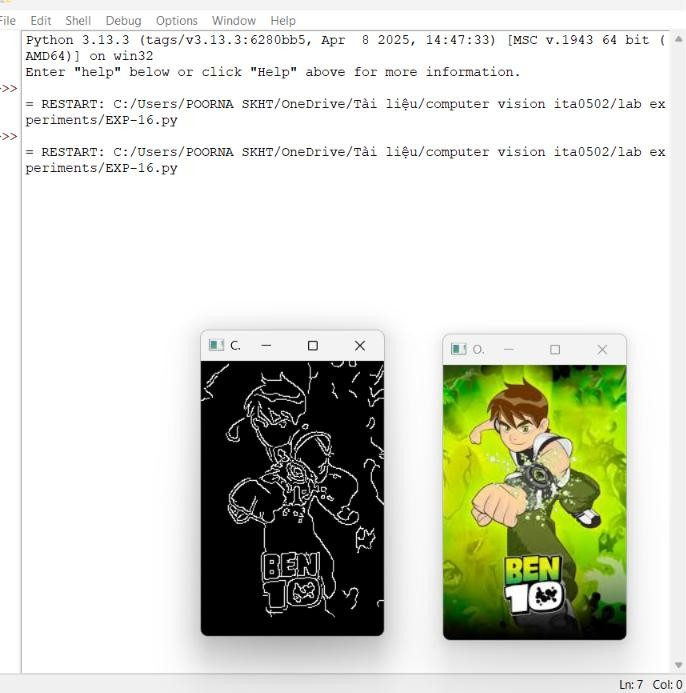 File Edit Shell Debug Options Window Help
Python 3.13.3 (tags/v3.13.3:6280bb5, Apr  8 2025, 14:47:33) [MSC v.1943 64 bit (
AMD64)] on win32
Enter "help" below or click "Help" above for more information.
>>>
= RESTART: C:/Users/POORNA SKHT/OneDrive/Tài liệu/computer vision ita0502/lab ex
periments/EXP-16.py
>>>
= RESTART: C:/Users/POORNA SKHT/OneDrive/Tài liệu/computer vision ita0502/lab ex
periments/EXP-16.py
C.
O.
BEN
10
BEN
10
Ln: 7 Col: 0